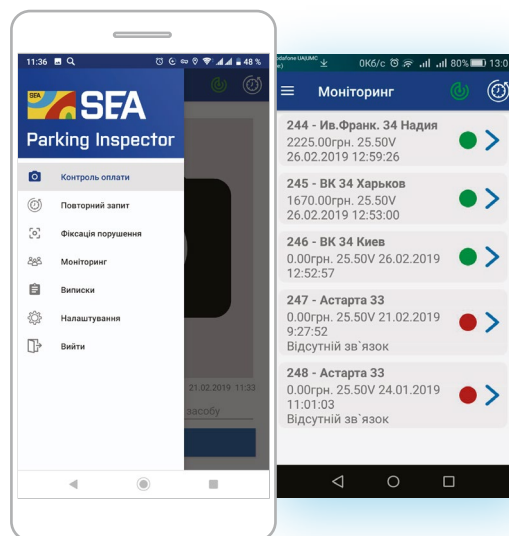 11:36
48 %
SEA
SEA
Parking Inspector
Контроль оплати
Повторний запит
Фіксація порушення
Моніторинг
Виписки
Налаштування
Вийти
21.02.2019 11:33
засобу
0К6/с
80%
13:0
Моніторинг
244 - Ив.Франк. 34 Надия
2225.00грн. 25.50V
26.02.2019 12:59:26
245 - ВК 34 Харьков
1670.00грн. 25.50V
26.02.2019 12:53:00
246 - ВК 34 Киев
0.00грн. 25.50V 26.02.2019
12:52:57
247 - Астарта 33
0.00грн. 25.50V 21.02.2019
9:27:52
Відсутній зв`язок
248 - Астарта 33
0.00грн. 25.50V 24.01.2019
11:01:03
Відсутній зв`язок